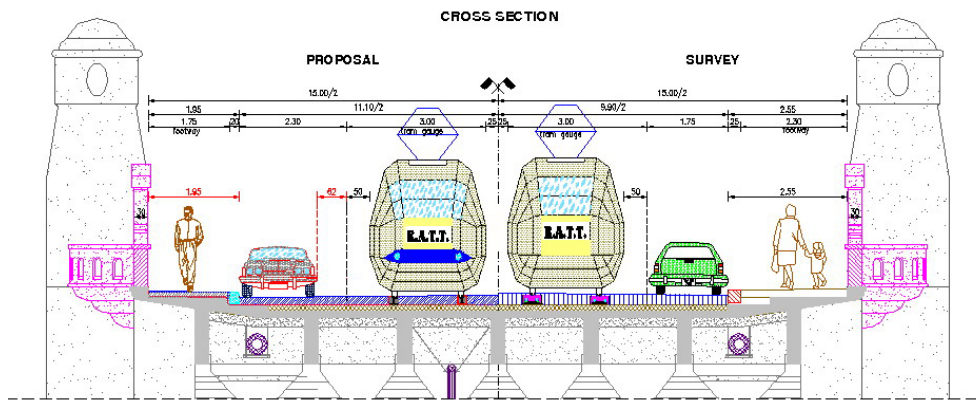 CROSS SECTION
PROPOSAL SURVEY
15.00/2 15.00/2
1.95 11.10/2 9.90/2 2.55
1.75 20 2.30 3.00 25 25 3.00 1.75 25 2.30
footway tram gauge tram gauge footway
1.95 62 50 50 2.55
30 30
R.A.T.T. R.A.T.T.